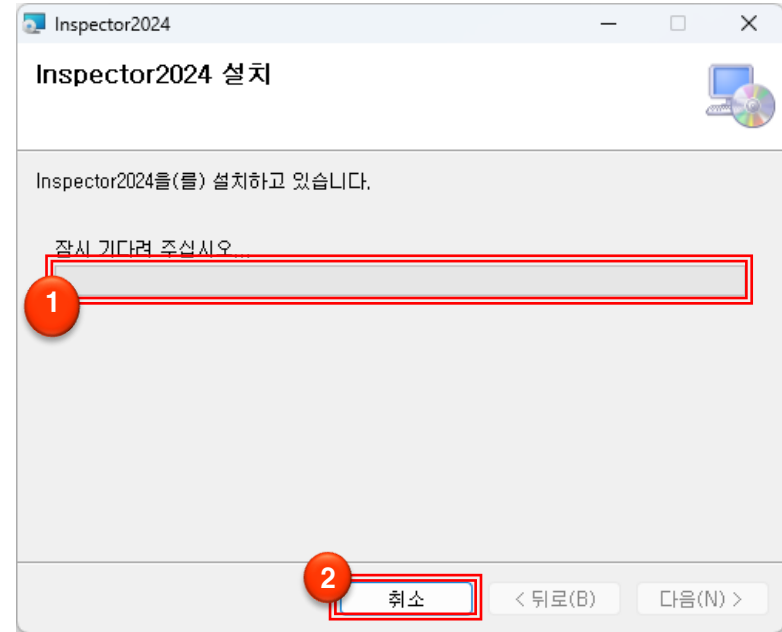 Inspector2024
Inspector2024 설치
Inspector2024을(를) 설치하고 있습니다.
잠시 기다려 주십시오...
1
2
취소
< 뒤로(B)
다음(N) >